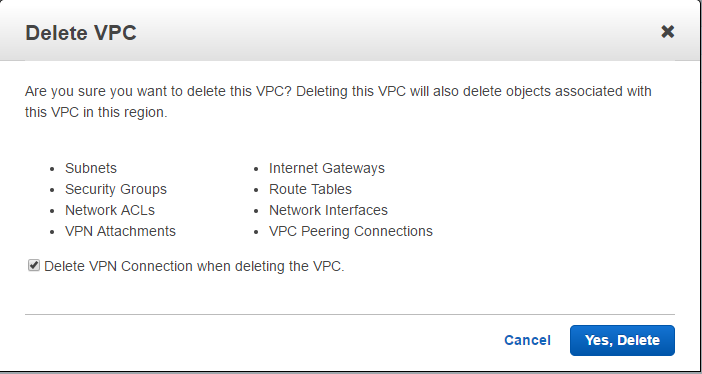 Delete VPC
Are you sure you want to delete this VPC? Deleting this VPC will also delete objects associated with
this VPC in this region.
Subnets
Security Groups
Network ACLs
VPN Attachments
Internet Gateways
Route Tables
Network Interfaces
VPC Peering Connections
Delete VPN Connection when deleting the VPC.
Cancel
Yes, Delete